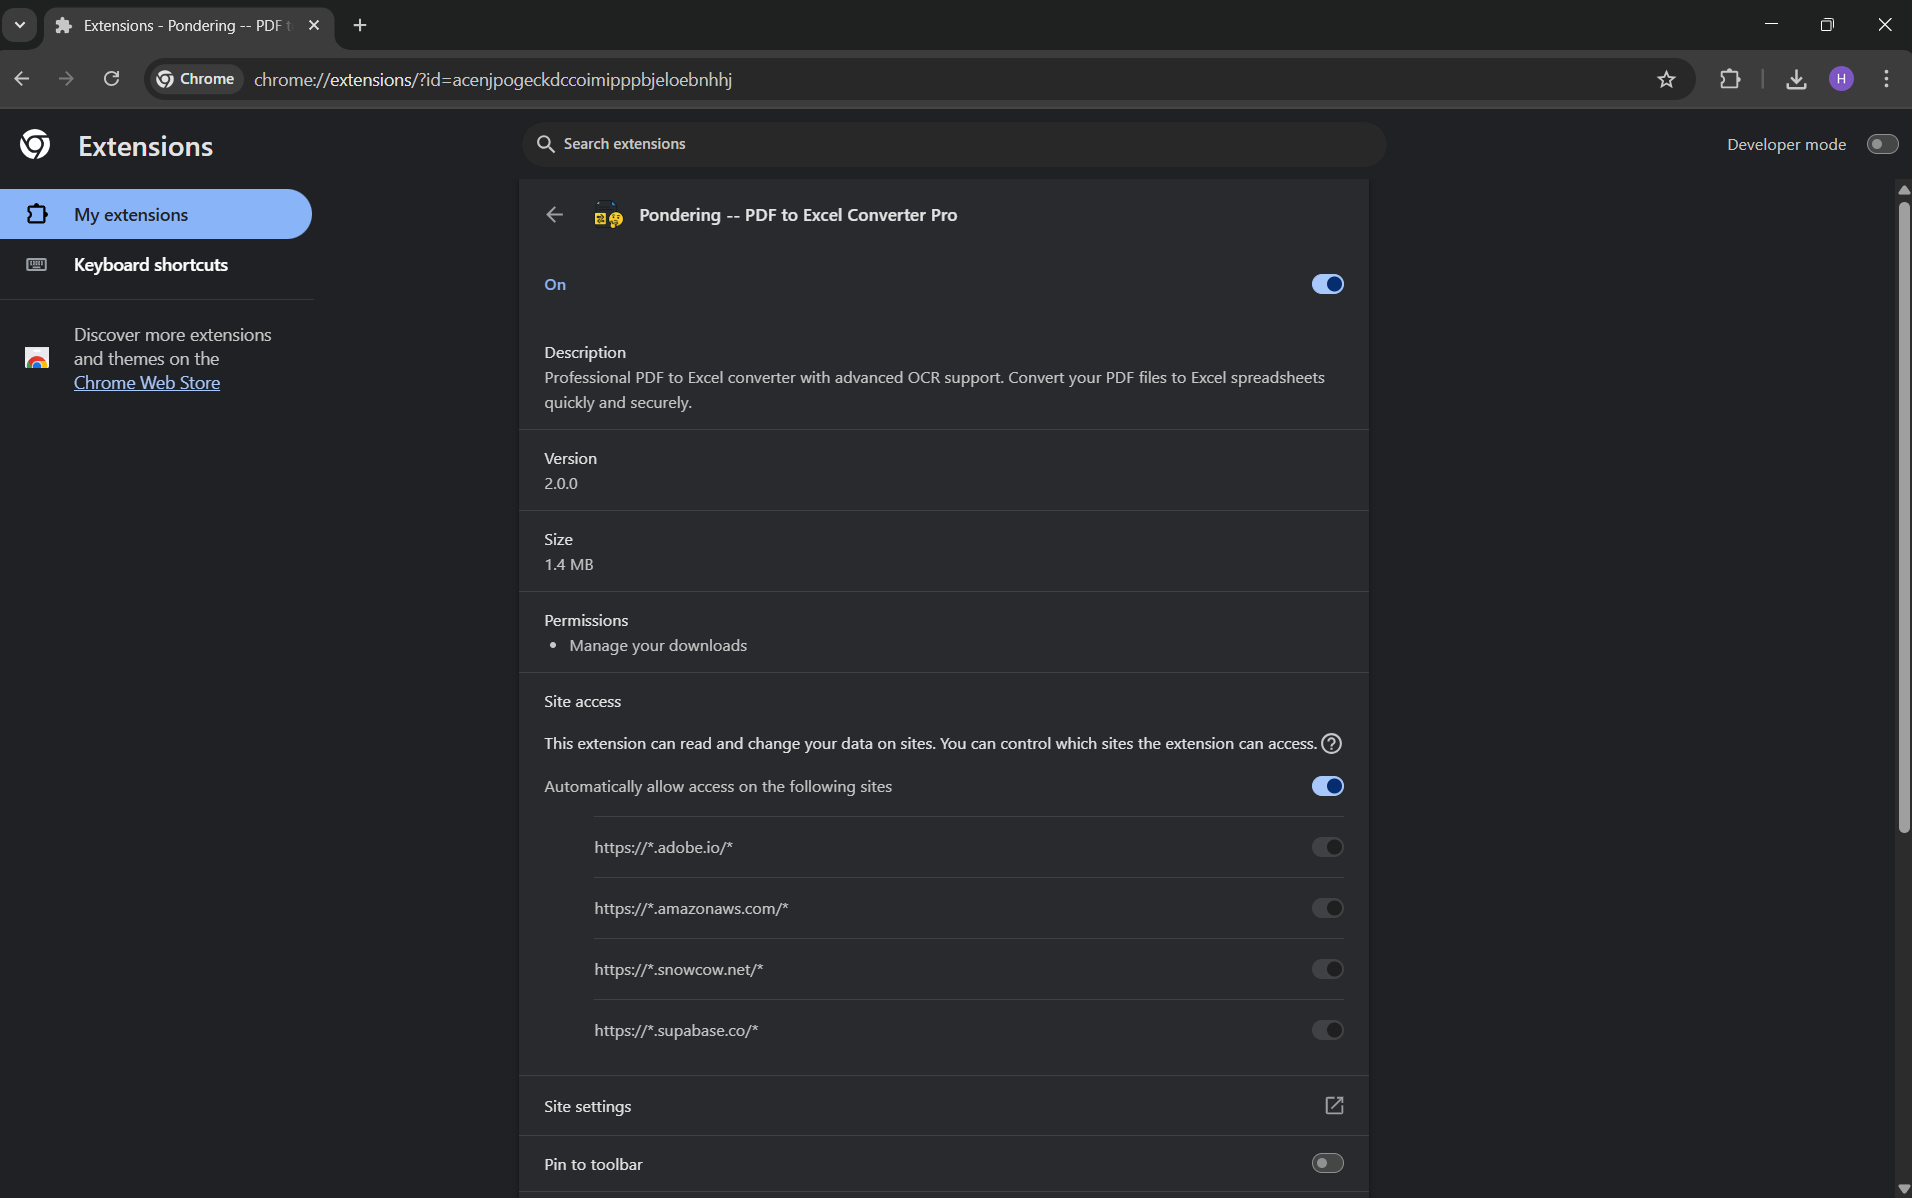 Extensions - Pondering -- PDF t
Chrome
chrome://extensions/?id=acenjpogeckdccoimipppbjeloebnhhj
H
Extensions
Search extensions
Developer mode
My extensions
Keyboard shortcuts
Discover more extensions
and themes on the
Chrome Web Store
Pondering -- PDF to Excel Converter Pro
On
Description
Professional PDF to Excel converter with advanced OCR support. Convert your PDF files to Excel spreadsheets
quickly and securely.
Version
2.0.0
Size
1.4 MB
Permissions
• Manage your downloads
Site access
This extension can read and change your data on sites. You can control which sites the extension can access.
Automatically allow access on the following sites
https://*.adobe.io/*
https://*.amazonaws.com/*
https://*.snowcow.net/*
https://*.supabase.co/*
Site settings
Pin to toolbar